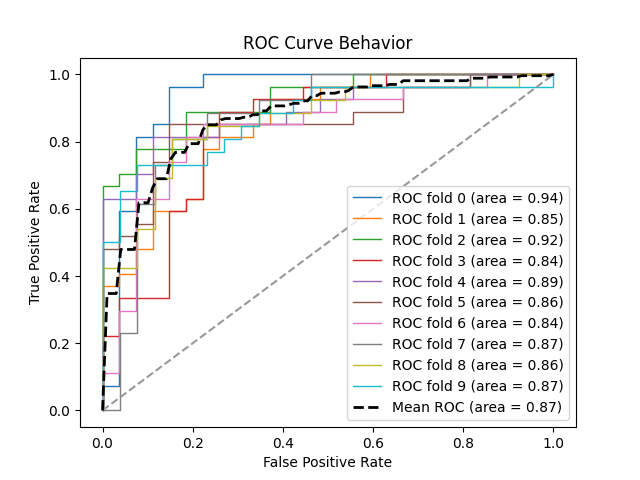 ROC Curve Behavior
True Positive Rate
1.0
0.8
0.6
0.4
0.2
0.0
ROC fold 0 (area = 0.94)
ROC fold 1 (area = 0.85)
ROC fold 2 (area = 0.92)
ROC fold 3 (area = 0.84)
ROC fold 4 (area = 0.89)
ROC fold 5 (area = 0.86)
ROC fold 6 (area = 0.84)
ROC fold 7 (area = 0.87)
ROC fold 8 (area = 0.86)
ROC fold 9 (area = 0.87)
Mean ROC (area = 0.87)
0.0 0.2 0.4 0.6 0.8 1.0
False Positive Rate